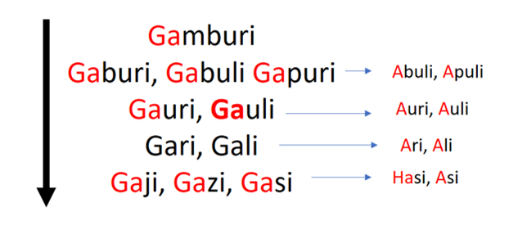 Gamburi
Gaburi, Gabuli Gapuri
Abuli, Apuli
Gauri, Gauli
Auri, Auli
Gari, Gali
Ari, Ali
Gaji, Gazi, Gasi
Hasi, Asi